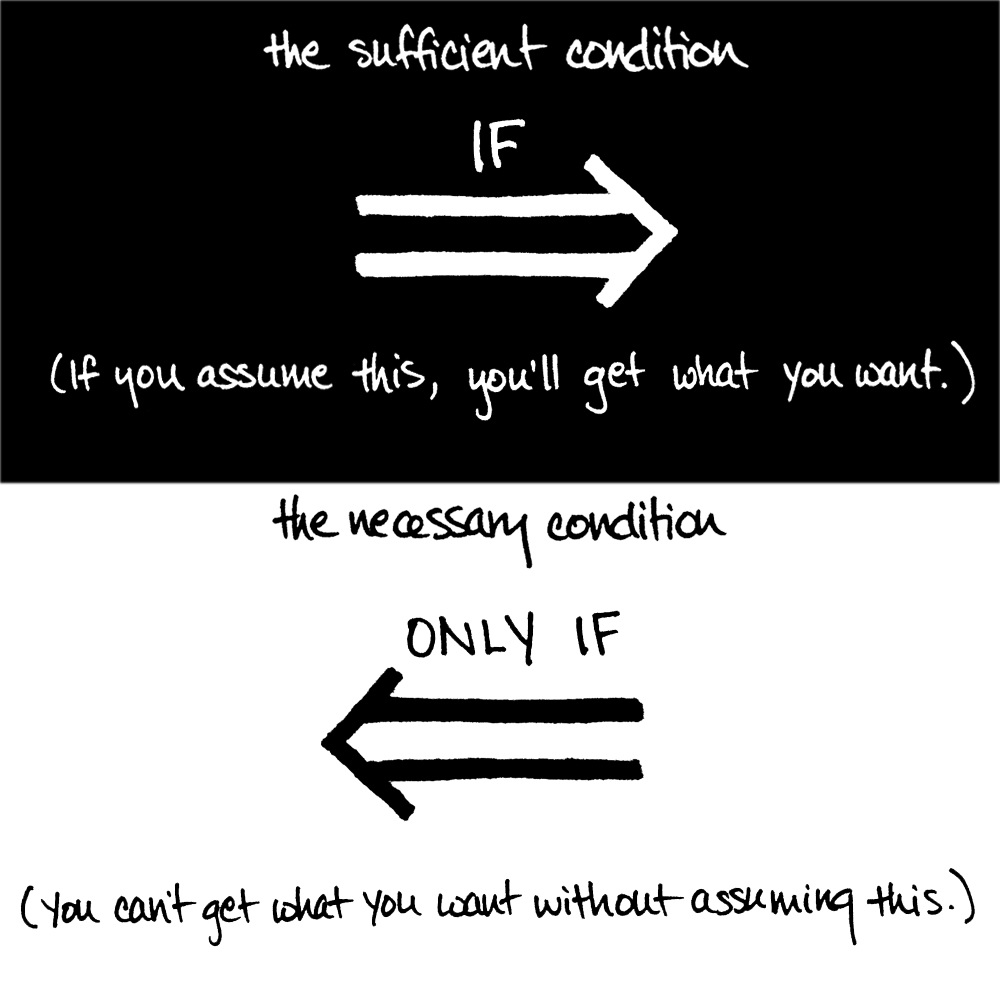 the sufficient condition
IF
(If you assume this, you'll get what you want.)
the necessary condition
ONLY IF
(you can't get what you want without assuming this.)